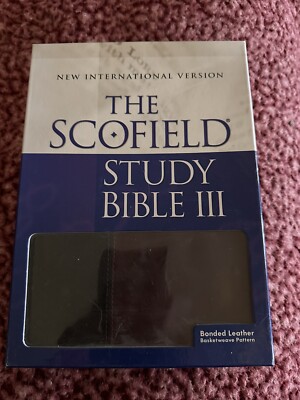 NEW INTERNATIONAL VERSION
THE
SCOFIELD®
STUDY
BIBLE III
Bonded Leather
Basketweave Pattern